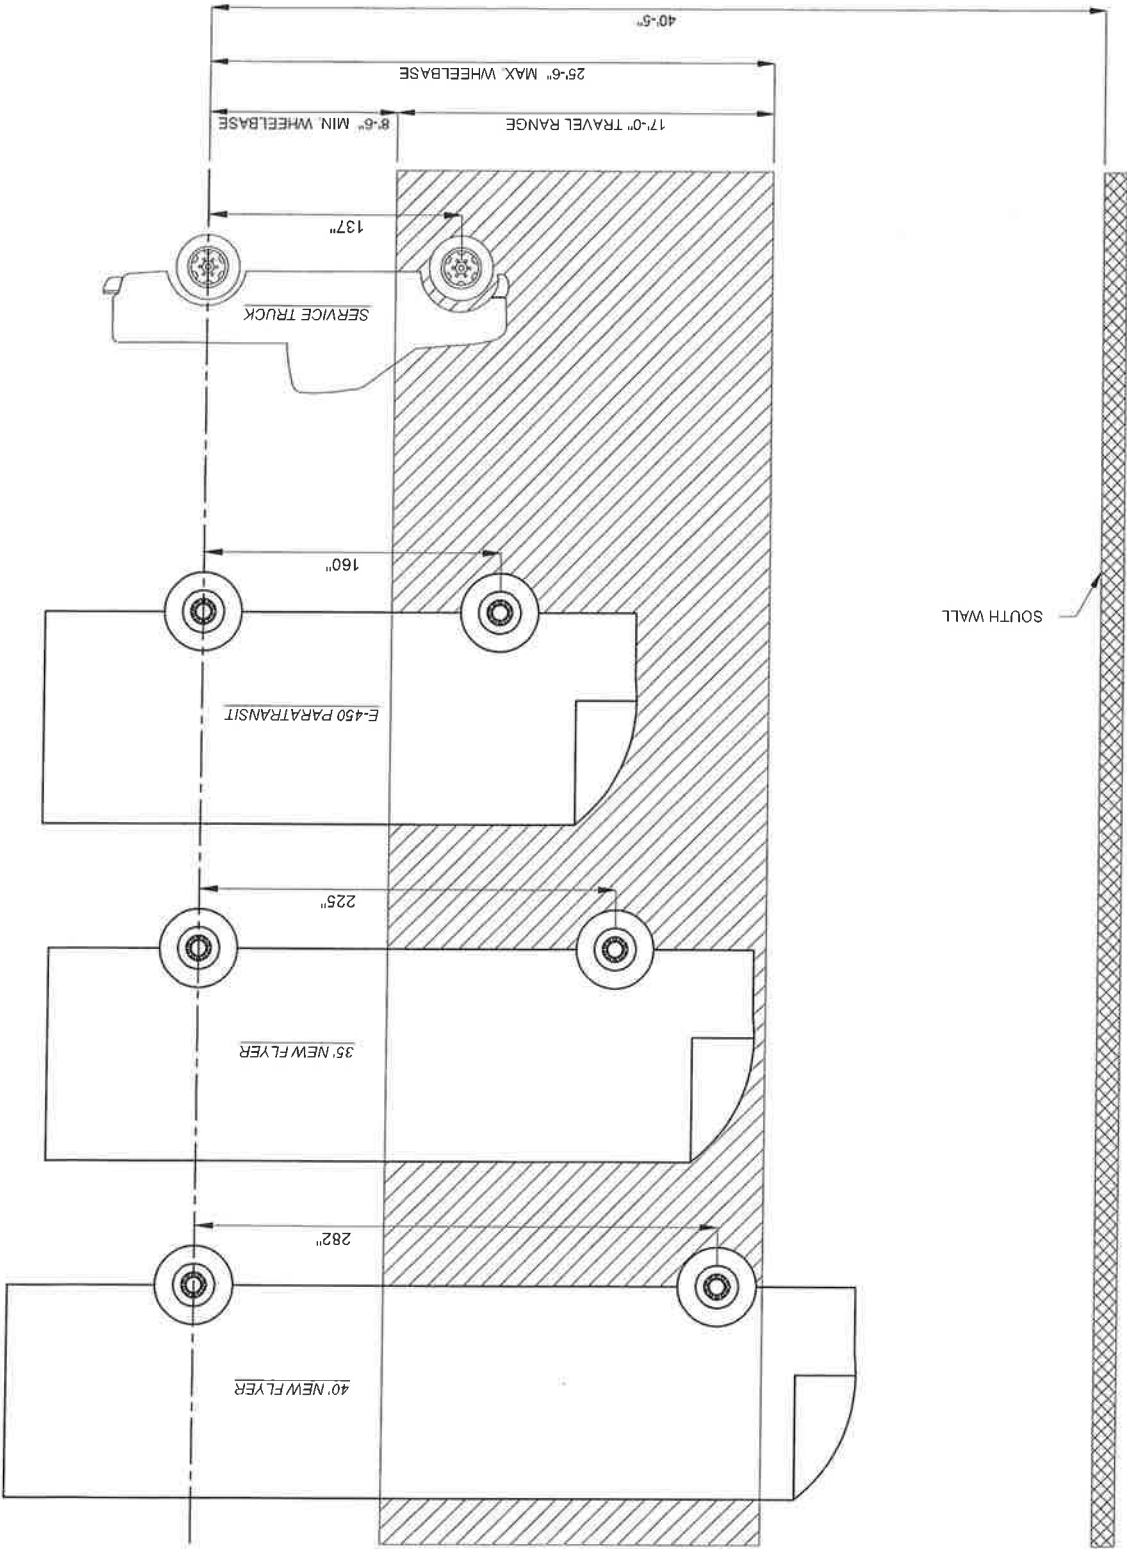 40' NEW FLYER
282"
35' NEW FLYER
225"
E-450 PARATRANSIT
160"
SOUTH WALL
SERVICE TRUCK
137"
17'-0" TRAVEL RANGE
8'-6" MIN. WHEELBASE
25'-6" MAX. WHEELBASE
40'-5"